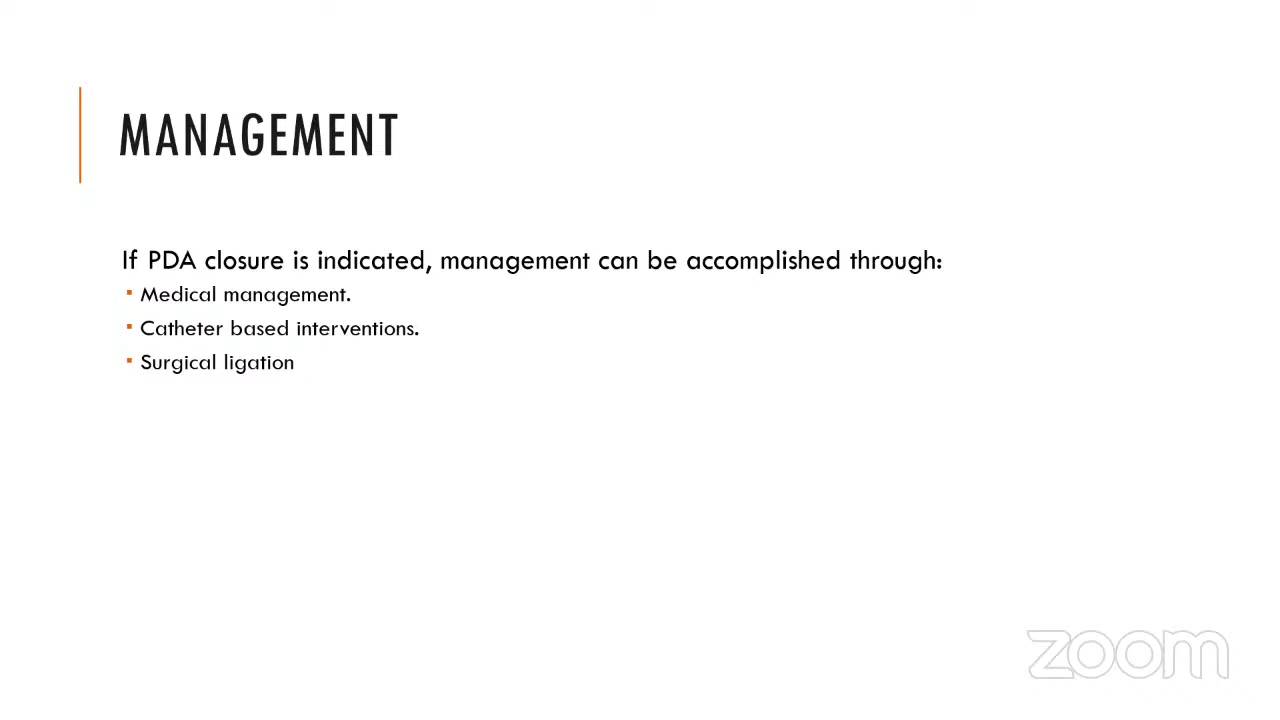 MANAGEMENT
If PDA closure is indicated, management can be accomplished through:
▪ Medical management.
▪ Catheter based interventions.
▪ Surgical ligation
zoom